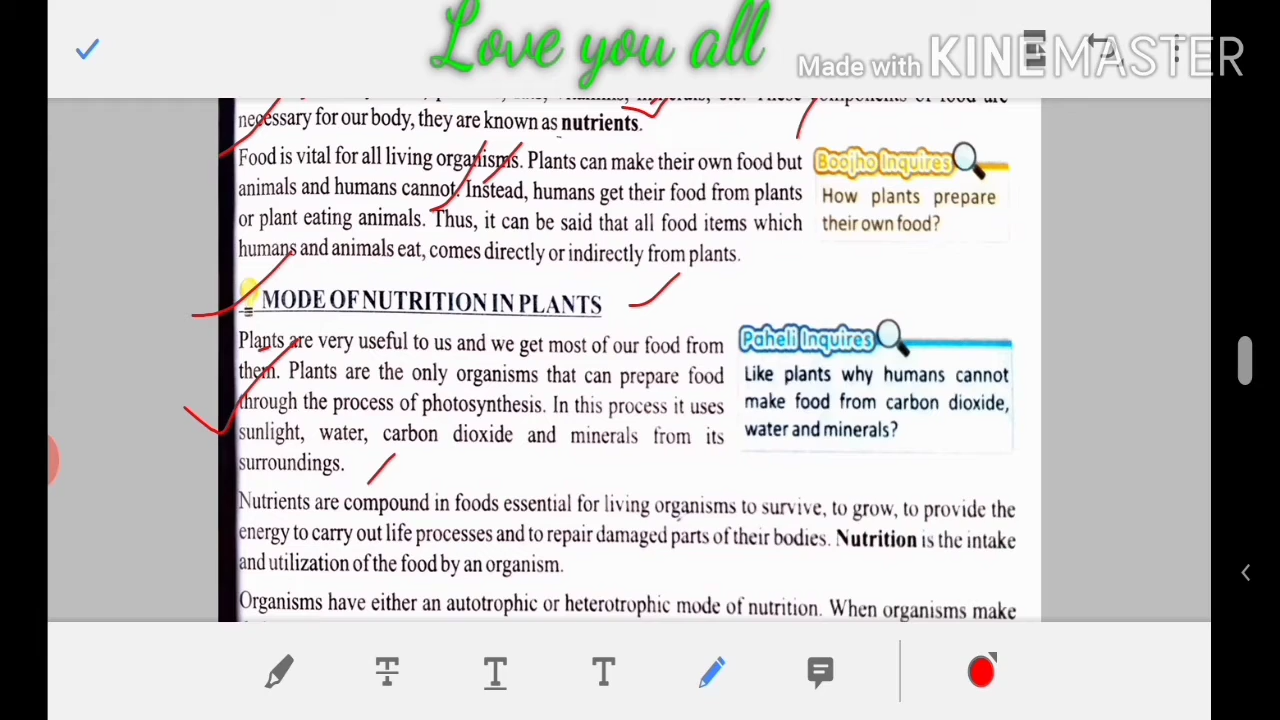 Love you all
Made with KINEMASTER
necessary for our body, they are known as nutrients.
Food is vital for all living organisms. Plants can make their own food but
animals and humans cannot. Instead, humans get their food from plants
or plant eating animals. Thus, it can be said that all food items which
humans and animals eat, comes directly or indirectly from plants.
Boojho Inquires
How plants prepare
their own food?
MODE OF NUTRITION IN PLANTS
Plants are very useful to us and we get most of our food from
them. Plants are the only organisms that can prepare food
through the process of photosynthesis. In this process it uses
sunlight, water, carbon dioxide and minerals from its
surroundings.
Paheli Inquires
Like plants why humans cannot
make food from carbon dioxide,
water and minerals?
Nutrients are compound in foods essential for living organisms to survive, to grow, to provide the
energy to carry out life processes and to repair damaged parts of their bodies. Nutrition is the intake
and utilization of the food by an organism.
Organisms have either an autotrophic or heterotrophic mode of nutrition. When organisms make